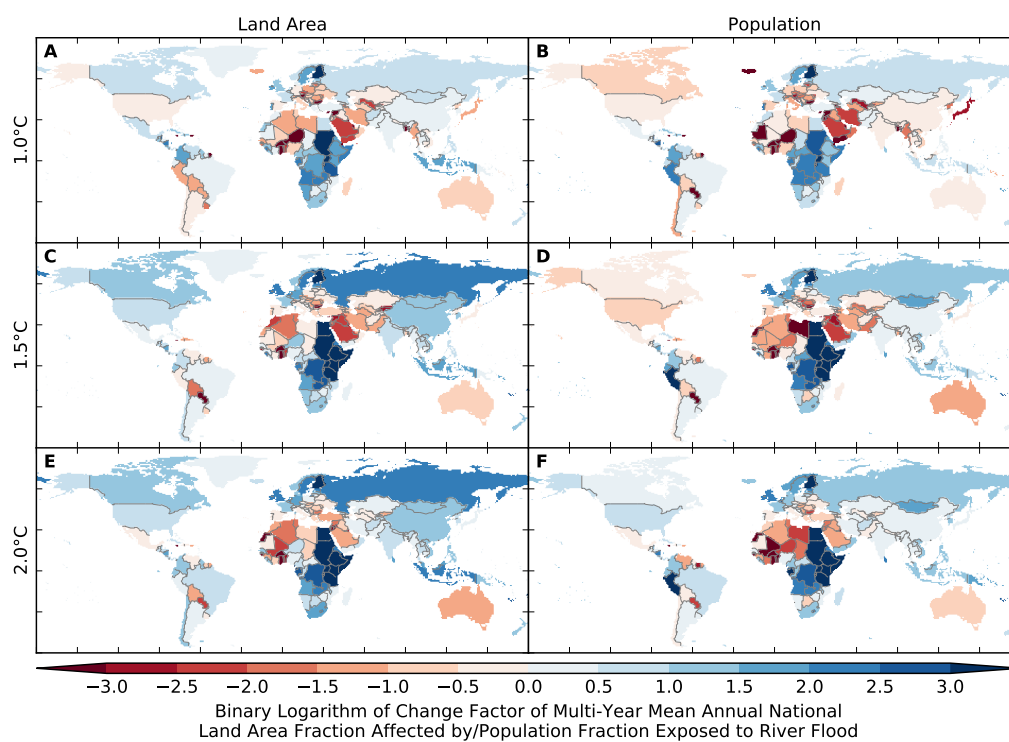 Land Area
Population
A
B
1.0°C
C
D
1.5°C
E
F
2.0°C
−3.0 −2.5 −2.0 −1.5 −1.0 −0.5 0.0 0.5 1.0 1.5 2.0 2.5 3.0
Binary Logarithm of Change Factor of Multi-Year Mean Annual National
Land Area Fraction Affected by/Population Fraction Exposed to River Flood